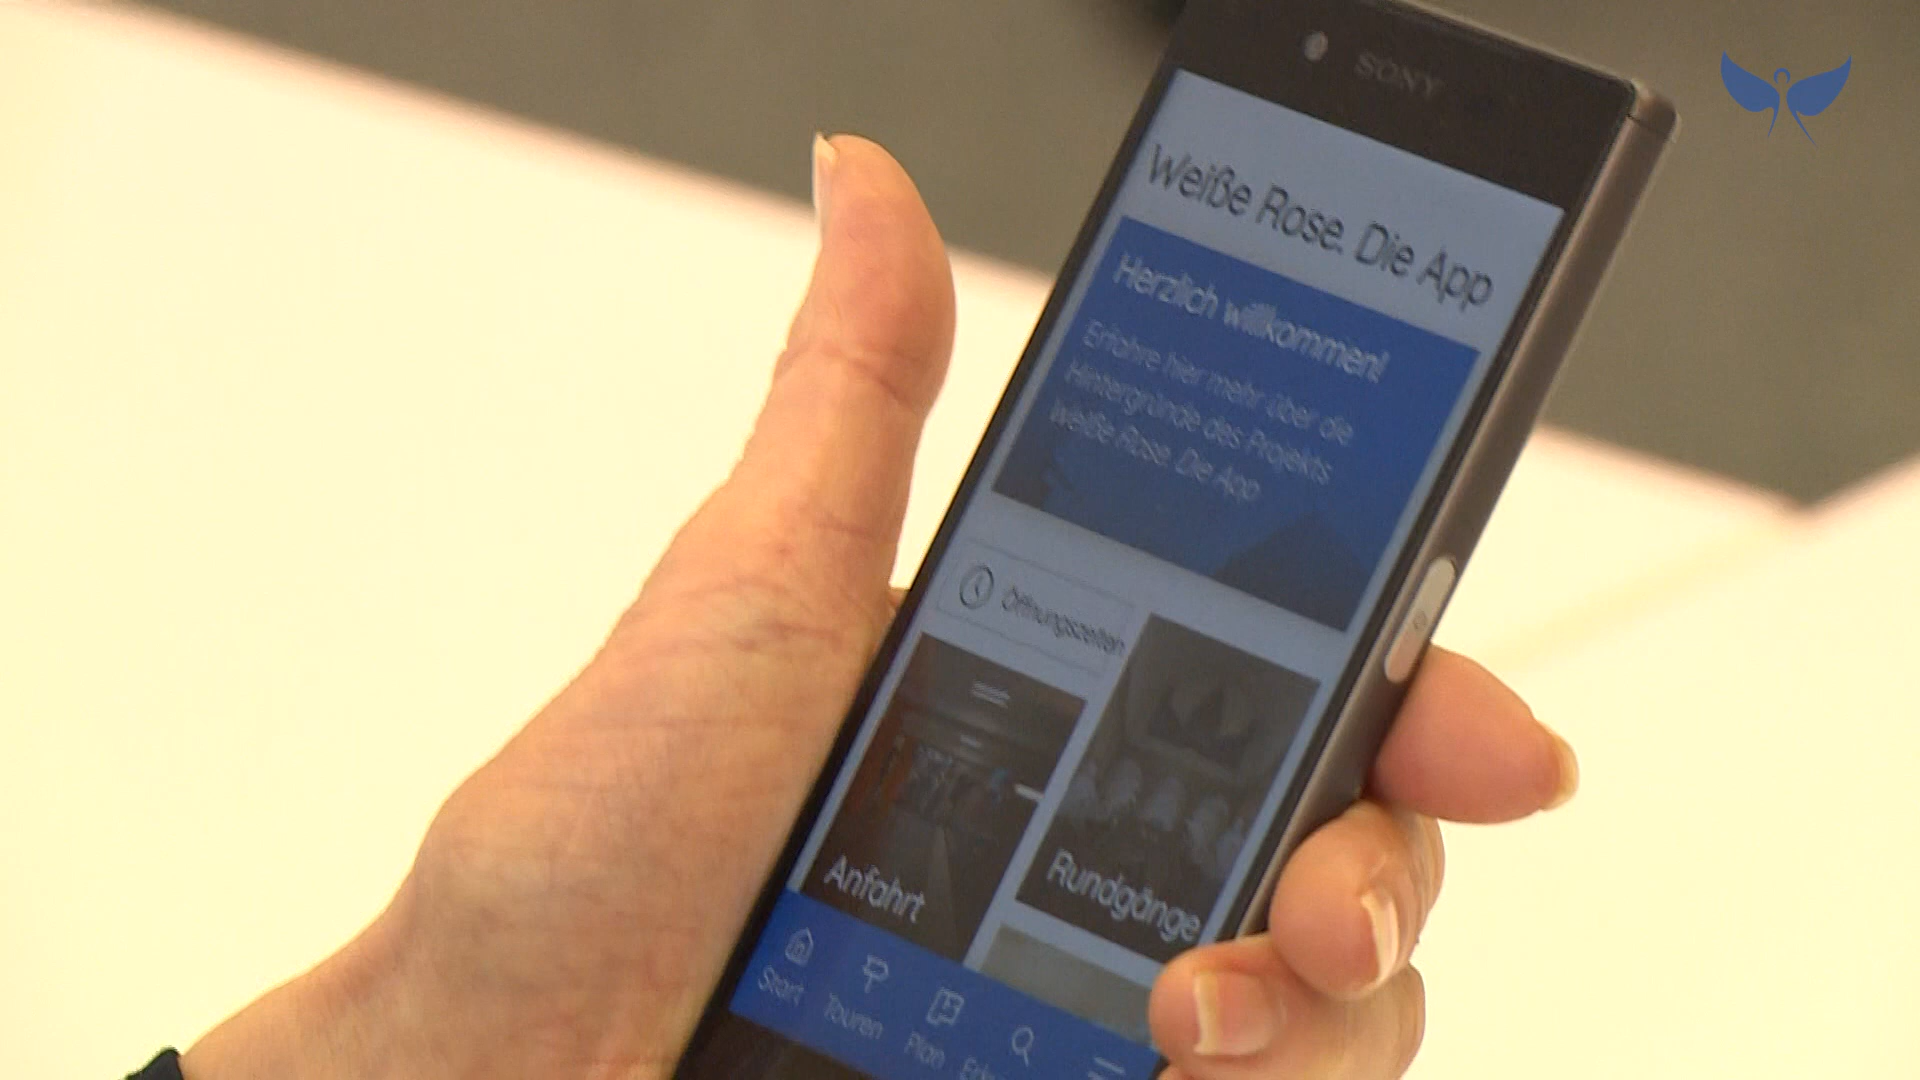 SONY
Weiße Rose. Die App
Herzlich willkommen!
Erfahre hier mehr über die
Hintergründe des Projekts
Weiße Rose. Die App
Öffnungszeiten
Anfahrt
Rundgänge
Start
Touren
Plan